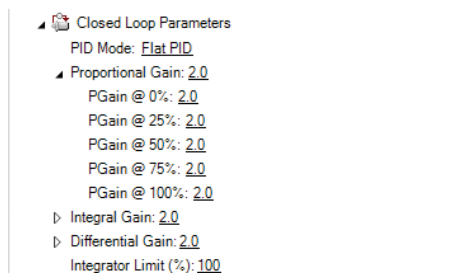 Closed Loop Parameters
PID Mode: Flat PID
Proportional Gain: 2.0
PGain @ 0%: 2.0
PGain @ 25%: 2.0
PGain @ 50%: 2.0
PGain @ 75%: 2.0
PGain @ 100%: 2.0
Integral Gain: 2.0
Differential Gain: 2.0
Integrator Limit (%): 100